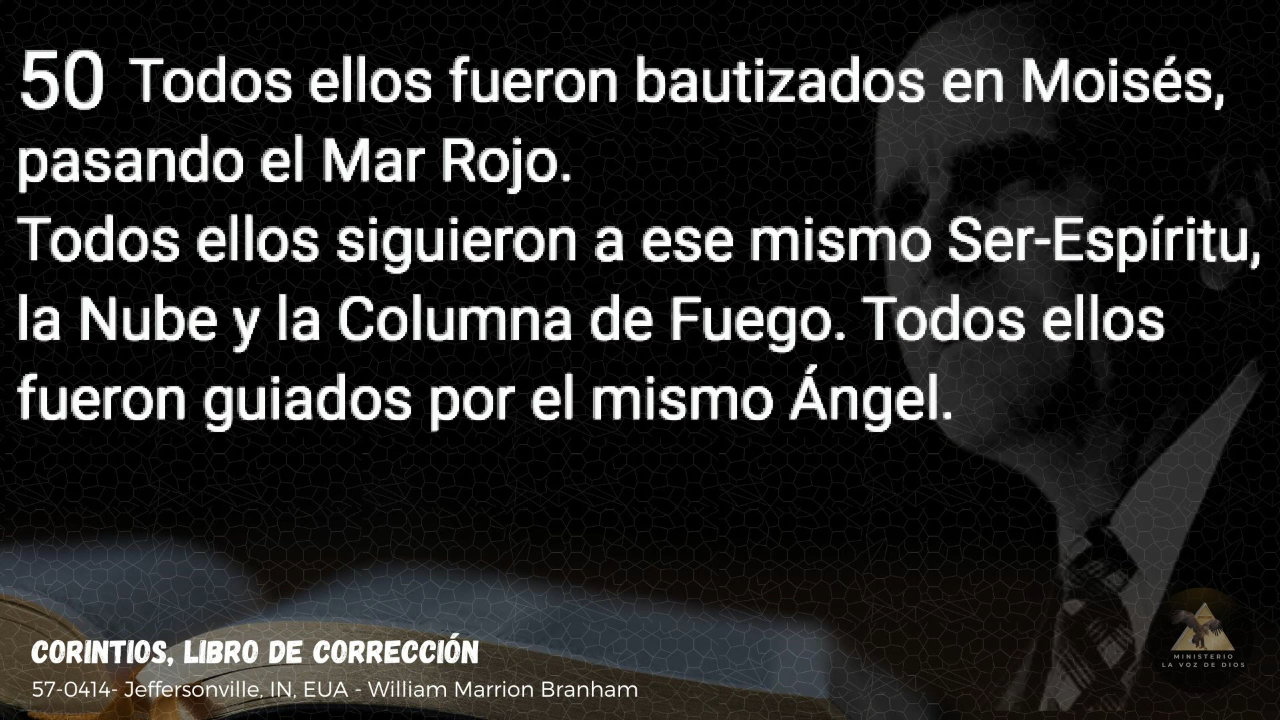 50 Todos ellos fueron bautizados en Moisés,
pasando el Mar Rojo.
Todos ellos siguieron a ese mismo Ser-Espíritu,
la Nube y la Columna de Fuego. Todos ellos
fueron guiados por el mismo Ángel.
CORINTIOS, LIBRO DE CORRECCIÓN
57-0414- Jeffersonville, IN, EUA - William Marrion Branham
MINISTERIO
LA VOZ DE DIOS